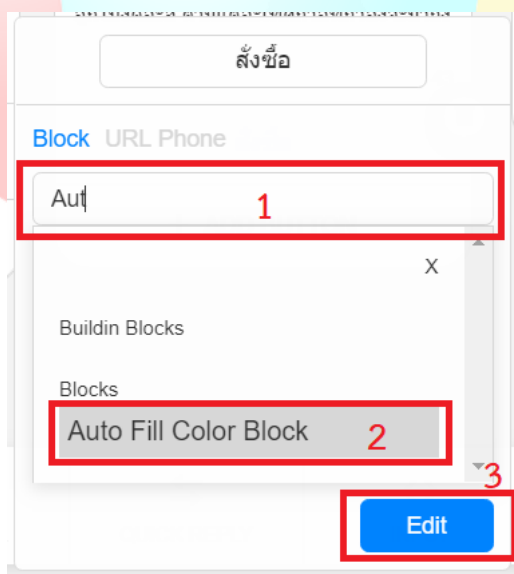 สั่งซื้อ
Block URL Phone
Aut 1
X
Buildin Blocks
Blocks
Auto Fill Color Block 2
3
Edit